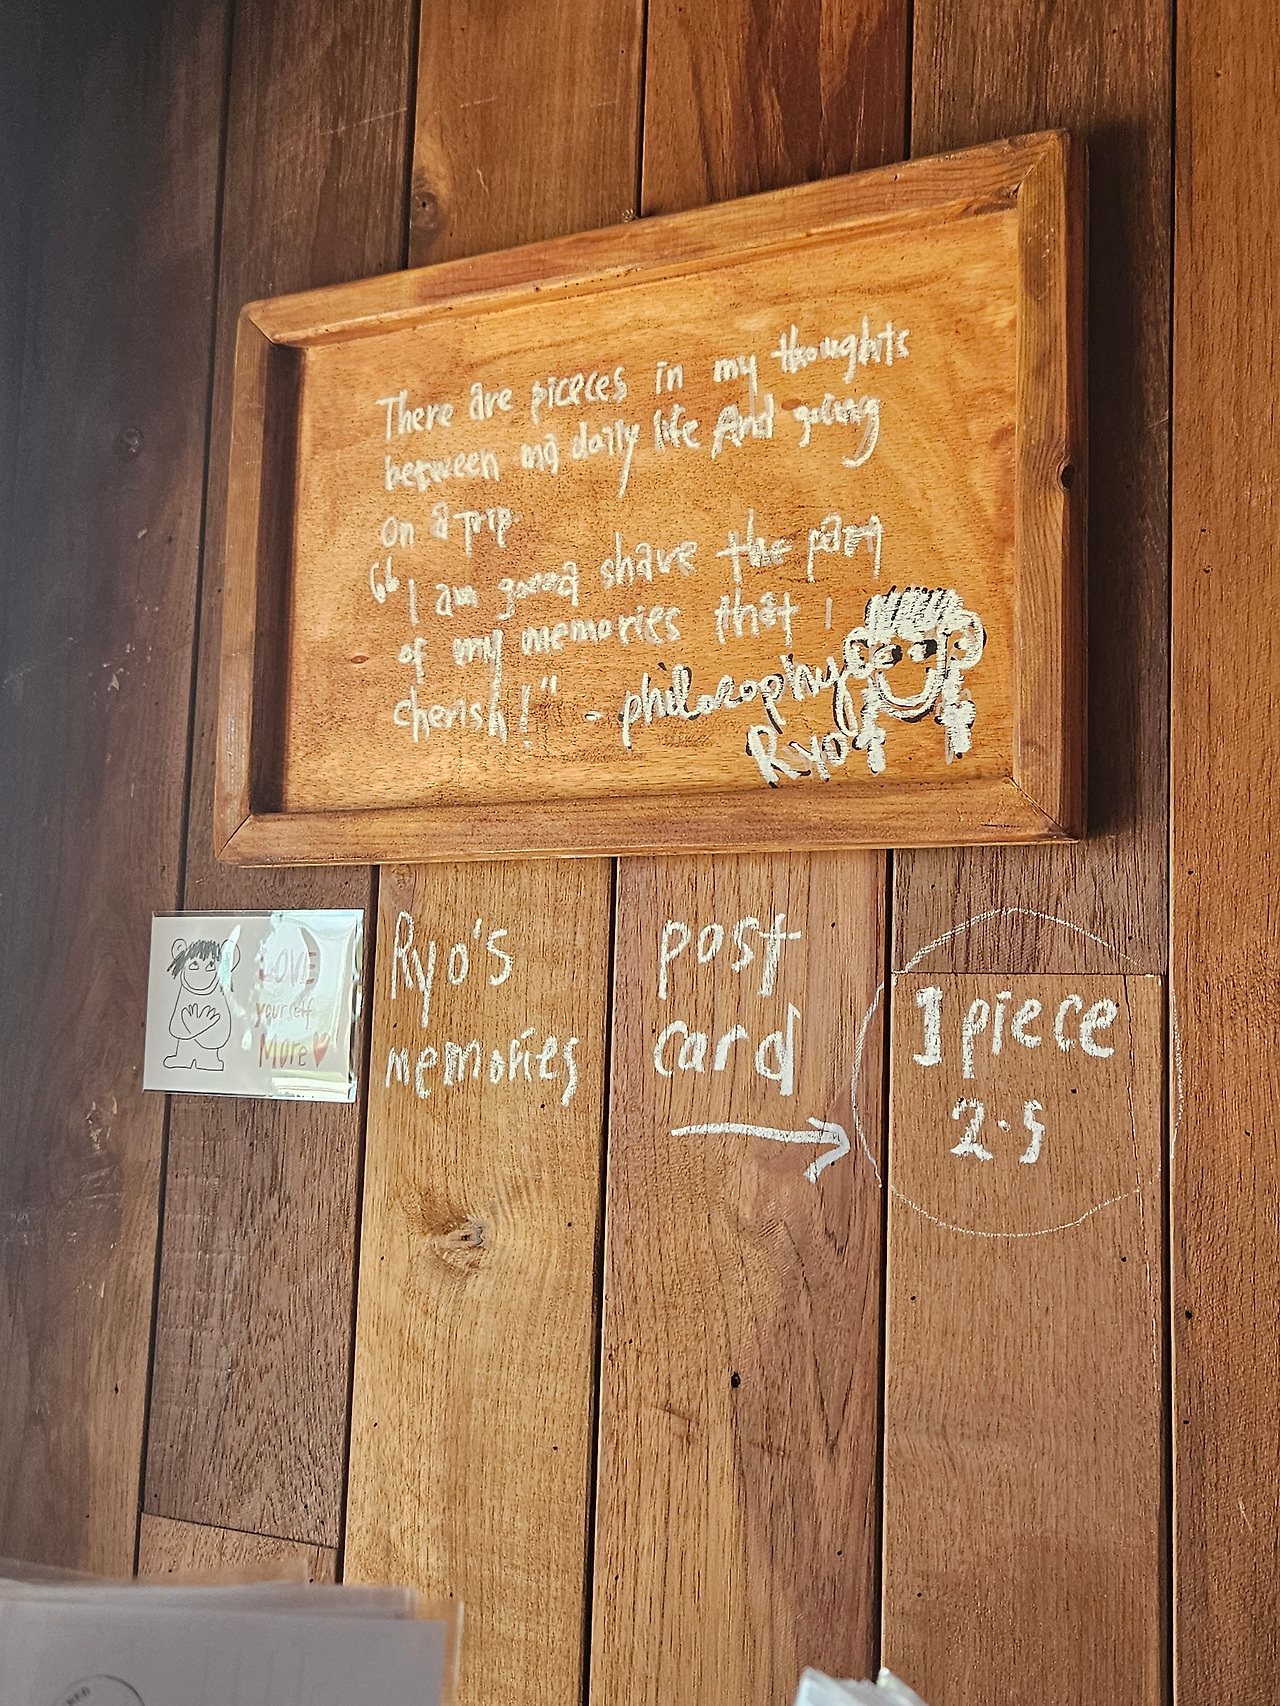 There are pieces in my thoughts
between my daily life And going
on a trip
"I am gonna share the part
of my memories that I
cherish!" - philosophy
Ryo
LOVE
yourself
More
Ryo's
memories
post
card
1 piece
2.5